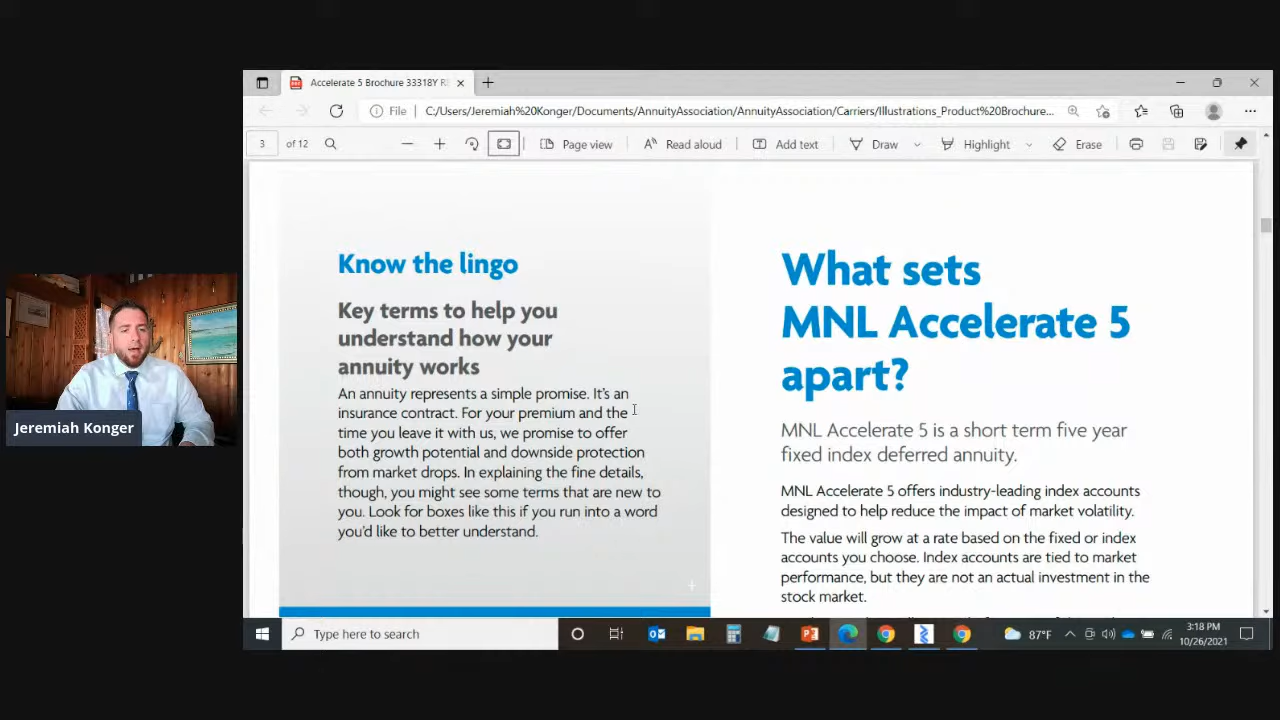 Accelerate 5 Brochure 33318Y R
File
C:/Users/Jeremiah%20Konger/Documents/AnnuityAssociation/AnnuityAssociation/Carriers/Illustrations_Product%20Brochure...
3 of 12
Page view
Read aloud
Add text
Draw
Highlight
Erase
Know the lingo
Key terms to help you
understand how your
annuity works
An annuity represents a simple promise. It's an
insurance contract. For your premium and the
time you leave it with us, we promise to offer
both growth potential and downside protection
from market drops. In explaining the fine details,
though, you might see some terms that are new to
you. Look for boxes like this if you run into a word
you'd like to better understand.
What sets
MNL Accelerate 5
apart?
MNL Accelerate 5 is a short term five year
fixed index deferred annuity.
MNL Accelerate 5 offers industry-leading index accounts
designed to help reduce the impact of market volatility.
The value will grow at a rate based on the fixed or index
accounts you choose. Index accounts are tied to market
performance, but they are not an actual investment in the
stock market.
Jeremiah Konger
Type here to search
87°F
3:18 PM
10/26/2021